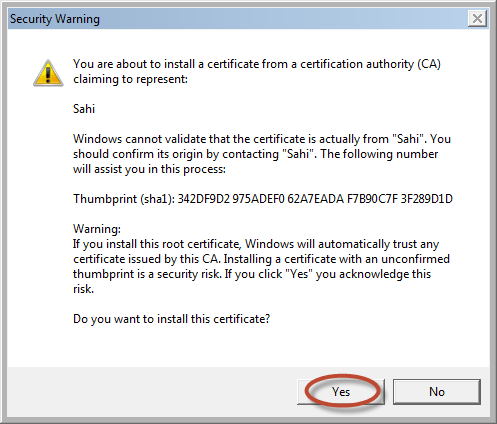 Security Warning
You are about to install a certificate from a certification authority (CA)
claiming to represent:
Sahi
Windows cannot validate that the certificate is actually from "Sahi". You
should confirm its origin by contacting "Sahi". The following number
will assist you in this process:
Thumbprint (sha1): 342DF9D2 975ADEF0 62A7EADA F7B90C7F 3F289D1D
Warning:
If you install this root certificate, Windows will automatically trust any
certificate issued by this CA. Installing a certificate with an unconfirmed
thumbprint is a security risk. If you click "Yes" you acknowledge this
risk.
Do you want to install this certificate?
Yes
No